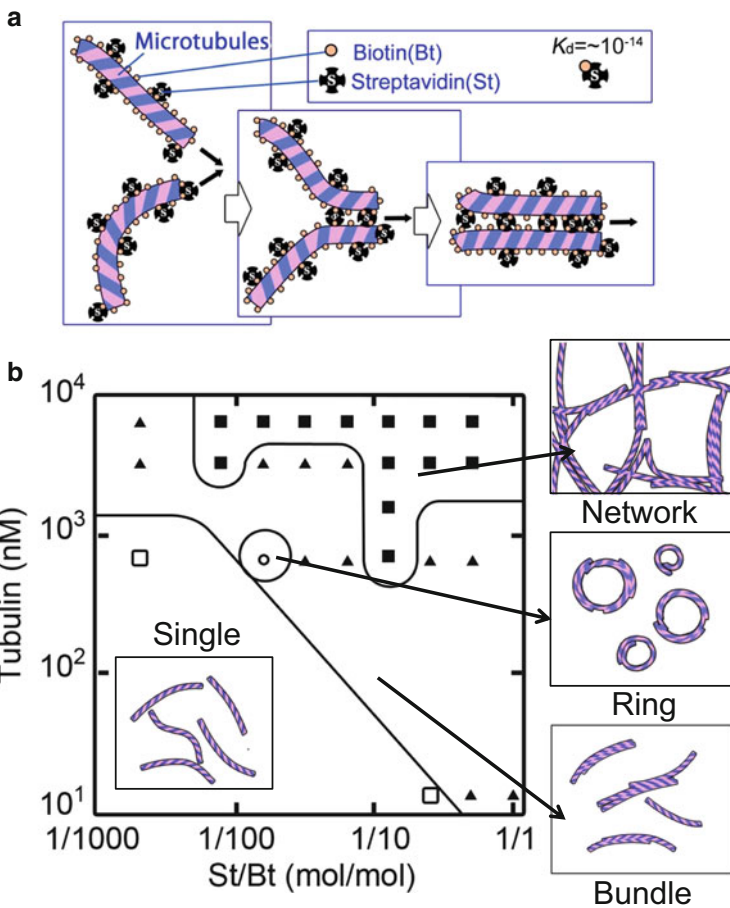 a
Microtubules
Biotin(Bt)
Streptavidin(St)
Kd=~10-14
S
b
10⁴
10³
10²
10¹
Tubulin (nM)
Single
1/1000 1/100 1/10 1/1
St/Bt (mol/mol)
Network
Ring
Bundle